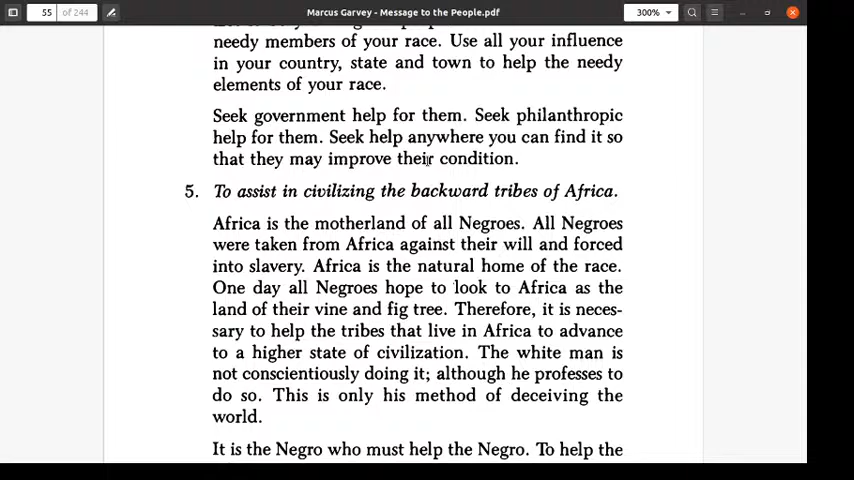 55 of 244
Marcus Garvey - Message to the People.pdf
300%
needy members of your race. Use all your influence
in your country, state and town to help the needy
elements of your race.
Seek government help for them. Seek philanthropic
help for them. Seek help anywhere you can find it so
that they may improve their condition.
5. To assist in civilizing the backward tribes of Africa.
Africa is the motherland of all Negroes. All Negroes
were taken from Africa against their will and forced
into slavery. Africa is the natural home of the race.
One day all Negroes hope to look to Africa as the
land of their vine and fig tree. Therefore, it is neces-
sary to help the tribes that live in Africa to advance
to a higher state of civilization. The white man is
not conscientiously doing it; although he professes to
do so. This is only his method of deceiving the
world.
It is the Negro who must help the Negro. To help the